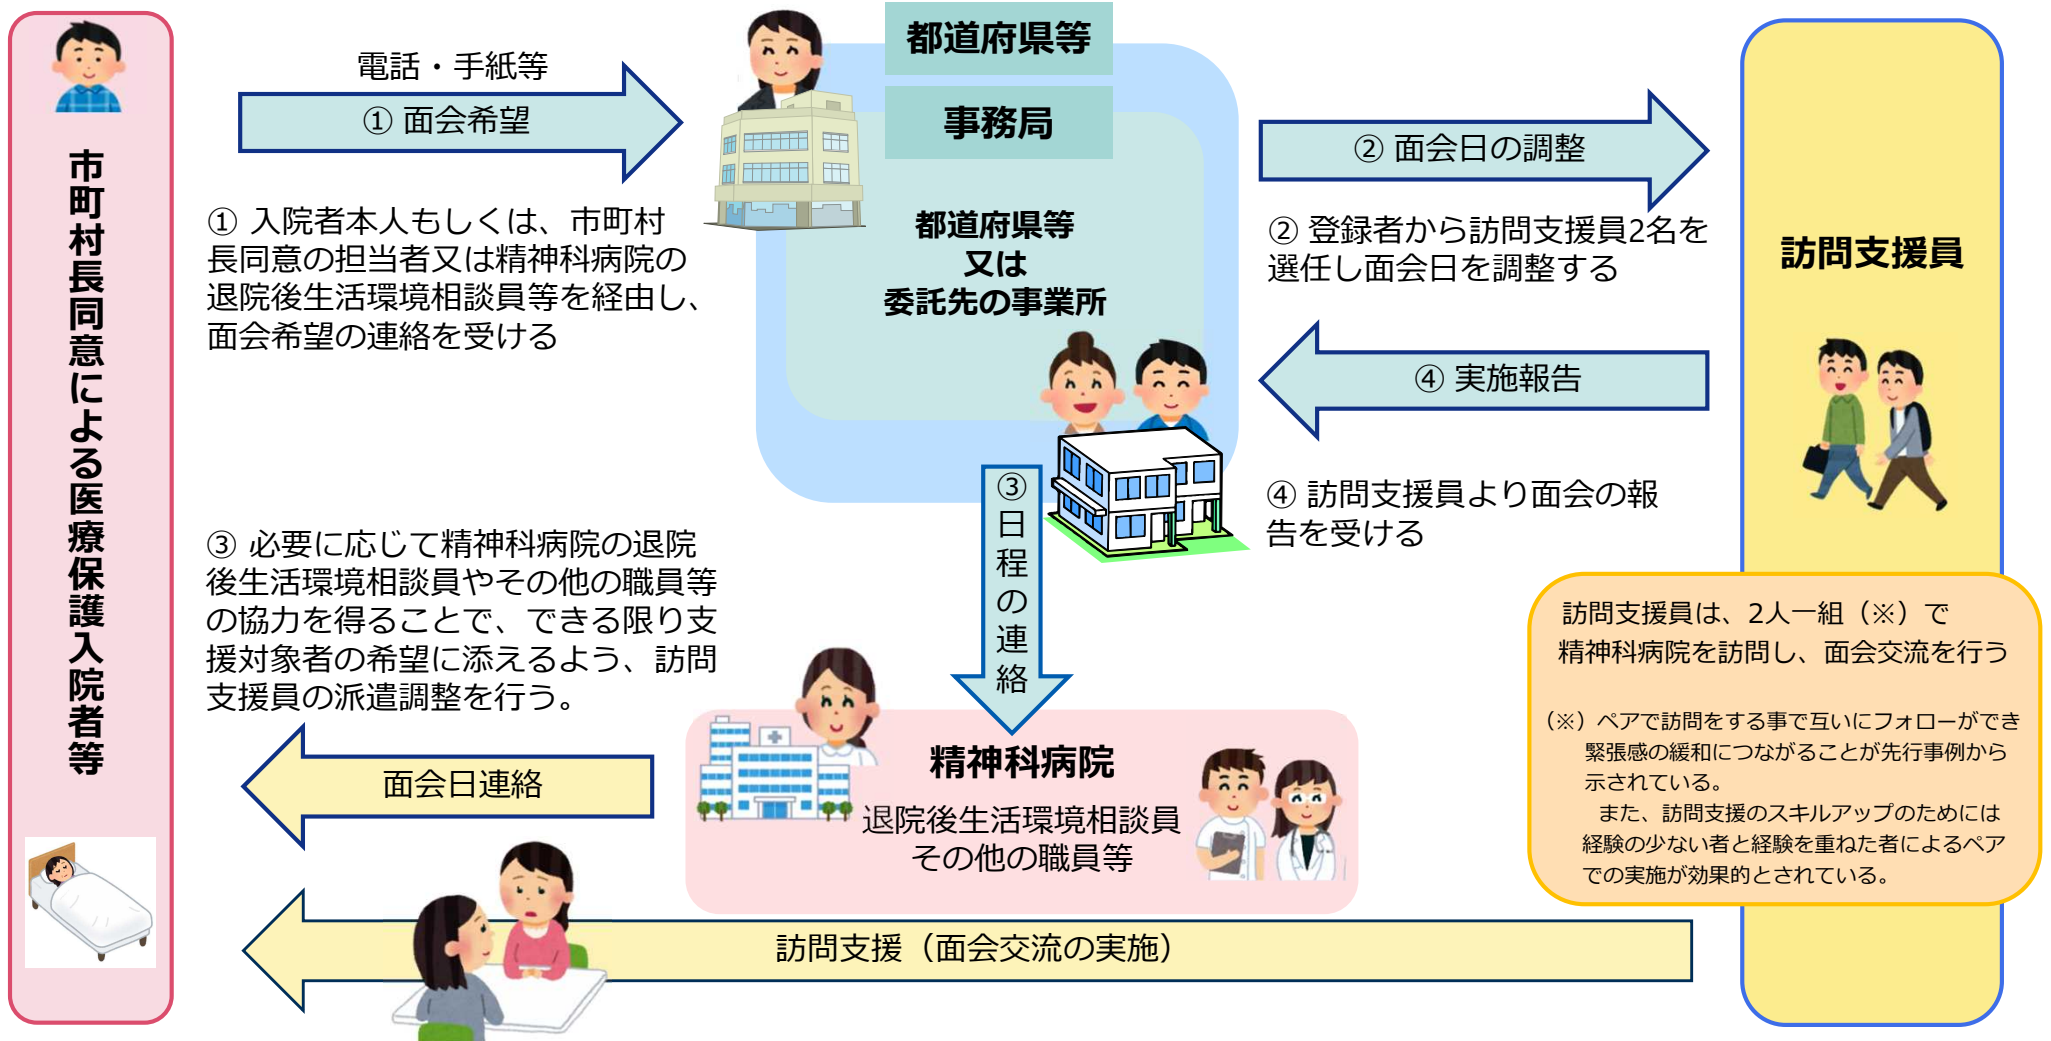 市町村長同意による医療保護入院者等
電話・手紙等
① 面会希望
① 入院者本人もしくは、市町村
長同意の担当者又は精神科病院の
退院後生活環境相談員等を経由し、
面会希望の連絡を受ける
都道府県等
事務局
都道府県等
又は
委託先の事業所
② 面会日の調整
② 登録者から訪問支援員2名を
選任し面会日を調整する
④ 実施報告
④ 訪問支援員より面会の報
告を受ける
訪問支援員
③日程の連絡
③ 必要に応じて精神科病院の退院
後生活環境相談員やその他の職員等
の協力を得ることで、できる限り支
援対象者の希望に添えるよう、訪問
支援員の派遣調整を行う。
精神科病院
退院後生活環境相談員
その他の職員等
面会日連絡
訪問支援（面会交流の実施）
訪問支援員は、2人一組（※）で
精神科病院を訪問し、面会交流を行う
（※）ペアで訪問をする事で互いにフォローができ
緊張感の緩和につながることが先行事例から
示されている。
また、訪問支援のスキルアップのためには
経験の少ない者と経験を重ねた者によるペア
での実施が効果的とされている。